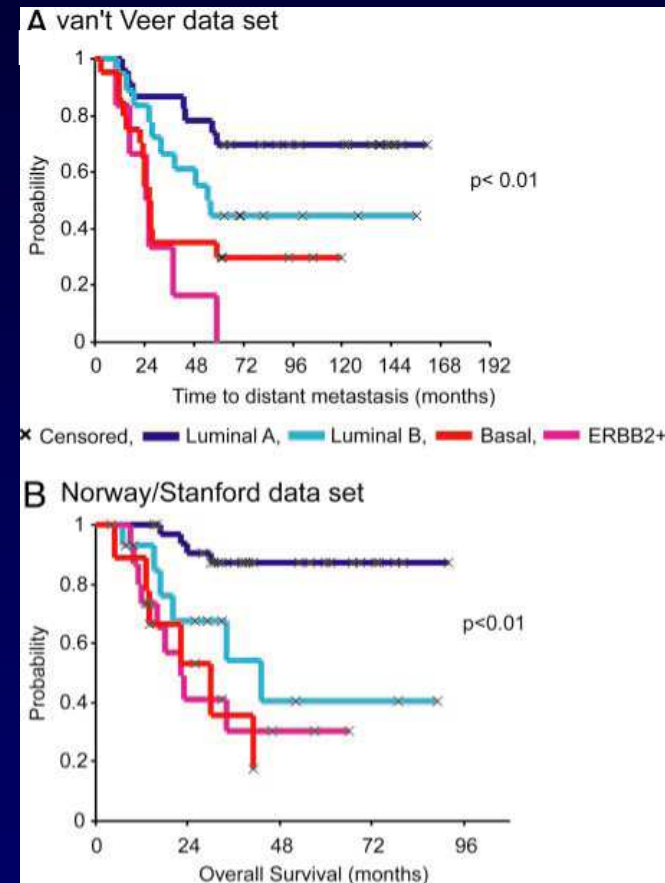 A van't Veer data set
1
0.8
0.6
0.4
0.2
0
Probabililty
p< 0.01
0 24 48 72 96 120 144 168 192
Time to distant metastasis (months)
× Censored, Luminal A, Luminal B, Basal, ERBB2+
B Norway/Stanford data set
1
0.8
0.6
0.4
0.2
0
Probability
p<0.01
0 24 48 72 96
Overall Survival (months)